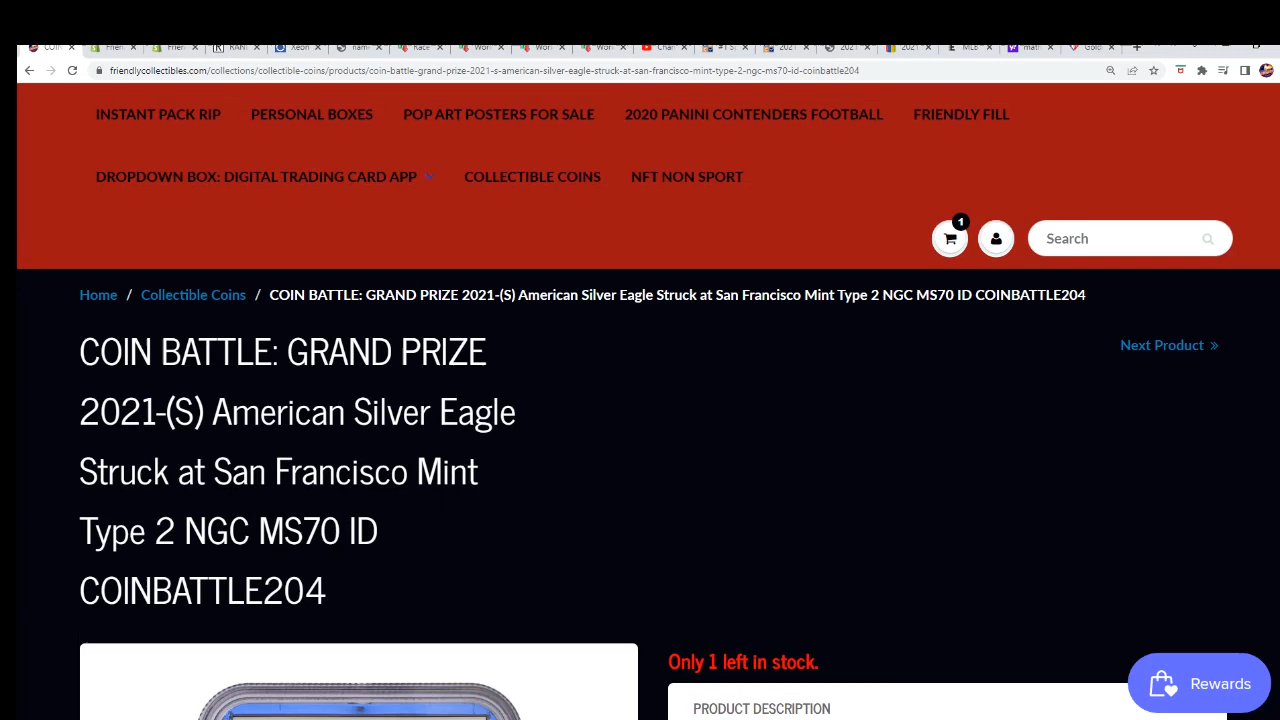 friendlycollectibles.com/collections/collectible-coins/products/coin-battle-grand-prize-2021-s-american-silver-eagle-struck-at-san-francisco-mint-type-2-ngc-ms70-id-coinbattle204
INSTANT PACK RIP PERSONAL BOXES POP ART POSTERS FOR SALE 2020 PANINI CONTENDERS FOOTBALL FRIENDLY FILL
DROPDOWN BOX: DIGITAL TRADING CARD APP COLLECTIBLE COINS NFT NON SPORT
1
Search
Home / Collectible Coins / COIN BATTLE: GRAND PRIZE 2021-(S) American Silver Eagle Struck at San Francisco Mint Type 2 NGC MS70 ID COINBATTLE204
COIN BATTLE: GRAND PRIZE
Next Product »
2021-(S) American Silver Eagle
Struck at San Francisco Mint
Type 2 NGC MS70 ID
COINBATTLE204
Only 1 left in stock.
Rewards
PRODUCT DESCRIPTION